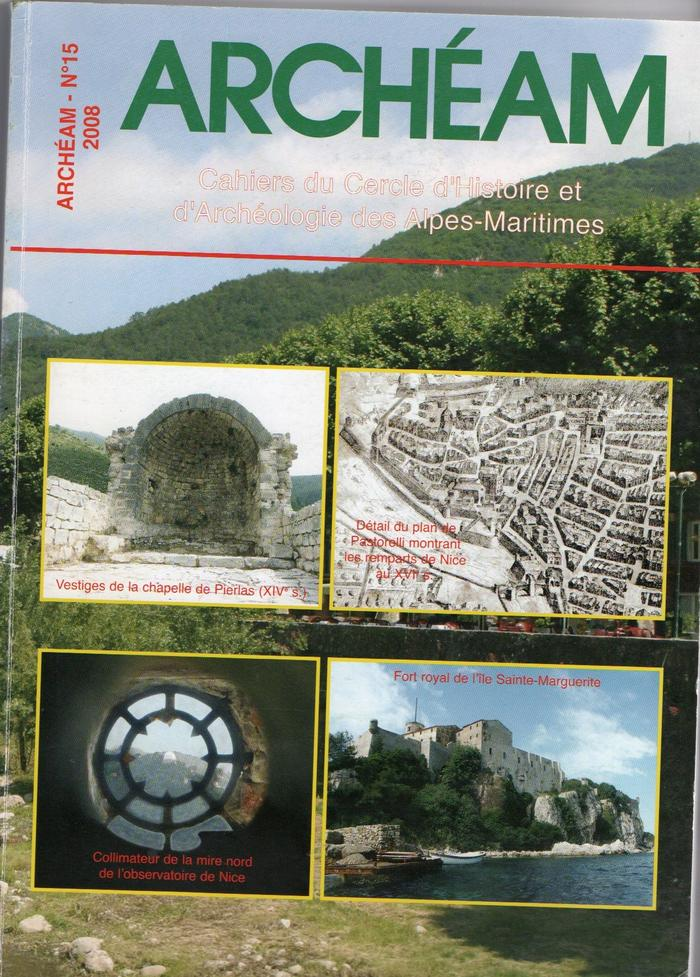 ARCHÉAM - N°15
2008
ARCHÉAM
Cahiers du Cercle d'Histoire et
d'Archéologie des Alpes-Maritimes
Vestiges de la chapelle de Pierlas (XIVe s.)
Détail du plan de
Pastorelli montrant
les remparts de Nice
au XVIe s.
Collimateur de la mire nord
de l'observatoire de Nice
Fort royal de l'île Sainte-Marguerite